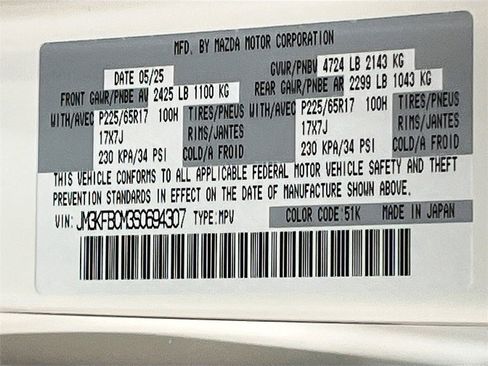 MFD. BY MAZDA MOTOR CORPORATION
DATE 05/25 GVWR/PNBV 4724 LB 2143 KG
FRONT GAWR/PNBE AV 2425 LB 1100 KG REAR GAWR/PNBE AR 2299 LB 1043 KG
WITH/AVEC P225/65R17 100H TIRES/PNEUS WITH/AVEC P225/65R17 100H TIRES/PNEUS
17X7J RIMS/JANTES 17X7J RIMS/JANTES
230 KPA/34 PSI COLD/A FROID 230 KPA/34 PSI COLD/A FROID
THIS VEHICLE CONFORMS TO ALL APPLICABLE FEDERAL MOTOR VEHICLE SAFETY AND THEFT
PREVENTION STANDARDS IN EFFECT ON THE DATE OF MANUFACTURE SHOWN ABOVE.
VIN: JM3KFBCM3S0694307 TYPE: MPV COLOR CODE: 51K MADE IN JAPAN